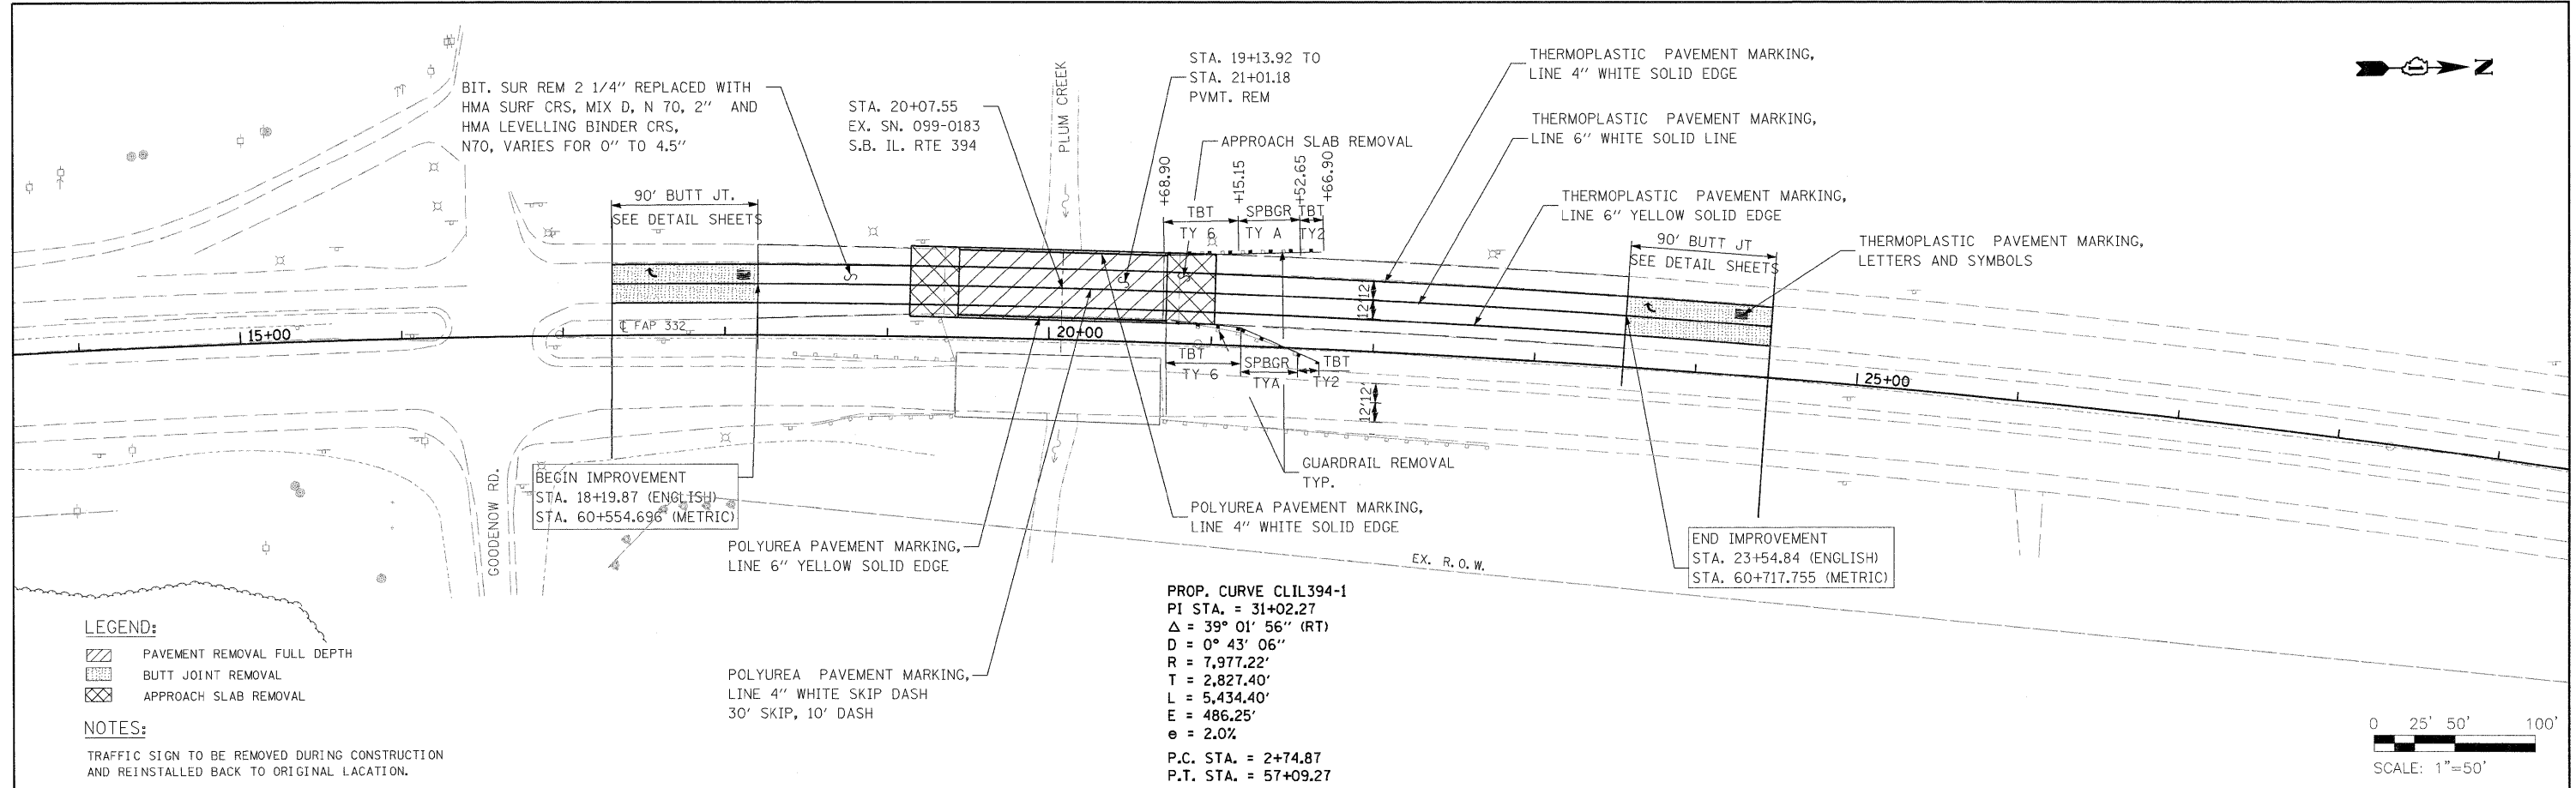 BIT. SUR REM 2 1/4" REPLACED WITH
HMA SURF CRS, MIX D, N 70, 2" AND
HMA LEVELLING BINDER CRS,
N70, VARIES FOR 0" TO 4.5"
STA. 20+07.55
EX. SN. 099-0183
S.B. IL. RTE 394
PLUM CREEK
STA. 19+13.92 TO
STA. 21+01.18
PVMT. REM
APPROACH SLAB REMOVAL
THERMOPLASTIC PAVEMENT MARKING,
LINE 4" WHITE SOLID EDGE
THERMOPLASTIC PAVEMENT MARKING,
LINE 6" WHITE SOLID LINE
THERMOPLASTIC PAVEMENT MARKING,
LINE 6" YELLOW SOLID EDGE
THERMOPLASTIC PAVEMENT MARKING,
LETTERS AND SYMBOLS
N
90' BUTT JT.
SEE DETAIL SHEETS
+68.90
+15.15
+52.65
+66.90
TBT
TY 6
SPBGR
TY A
TBT
TY2
90' BUTT JT
SEE DETAIL SHEETS
12'
12'
15+00
℄ FAP 332
20+00
25+00
TBT
TY 6
SPBGR
TYA
TBT
TY2
12'
12'
GUARDRAIL REMOVAL
TYP.
GOODENOW RD.
BEGIN IMPROVEMENT
STA. 18+19.87 (ENGLISH)
STA. 60+554.696 (METRIC)
POLYUREA PAVEMENT MARKING,
LINE 4" WHITE SOLID EDGE
POLYUREA PAVEMENT MARKING,
LINE 6" YELLOW SOLID EDGE
EX. R.O.W.
END IMPROVEMENT
STA. 23+54.84 (ENGLISH)
STA. 60+717.755 (METRIC)
POLYUREA PAVEMENT MARKING,
LINE 4" WHITE SKIP DASH
30' SKIP, 10' DASH
PROP. CURVE CLIL394-1
PI STA. = 31+02.27
Δ = 39° 01' 56" (RT)
D = 0° 43' 06"
R = 7,977.22'
T = 2,827.40'
L = 5,434.40'
E = 486.25'
e = 2.0%
P.C. STA. = 2+74.87
P.T. STA. = 57+09.27
LEGEND:
PAVEMENT REMOVAL FULL DEPTH
BUTT JOINT REMOVAL
APPROACH SLAB REMOVAL
NOTES:
TRAFFIC SIGN TO BE REMOVED DURING CONSTRUCTION
AND REINSTALLED BACK TO ORIGINAL LACATION.
0 25' 50' 100'
SCALE: 1"=50'